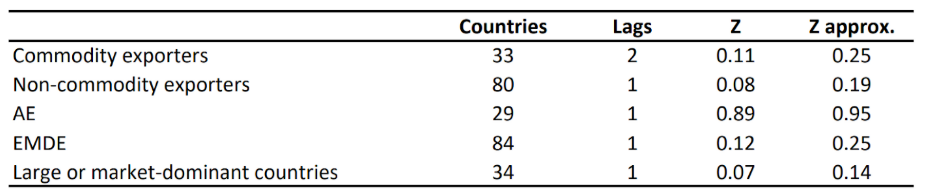 Countries Lags Z Z approx.
Commodity exporters 33 2 0.11 0.25
Non-commodity exporters 80 1 0.08 0.19
AE 29 1 0.89 0.95
EMDE 84 1 0.12 0.25
Large or market-dominant countries 34 1 0.07 0.14